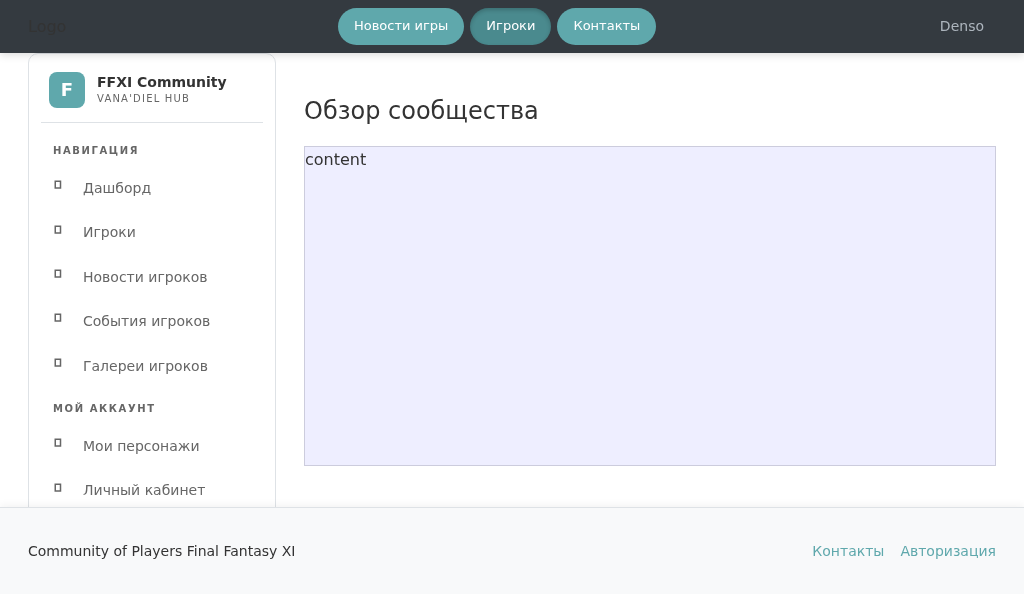 Logo
Новости игры
Игроки
Контакты
Denso
F
FFXI Community
VANA'DIEL HUB
НАВИГАЦИЯ
Дашборд
Игроки
Новости игроков
События игроков
Галереи игроков
МОЙ АККАУНТ
Мои персонажи
Личный кабинет
Обзор сообщества
content
Community of Players Final Fantasy XI
Контакты
Авторизация